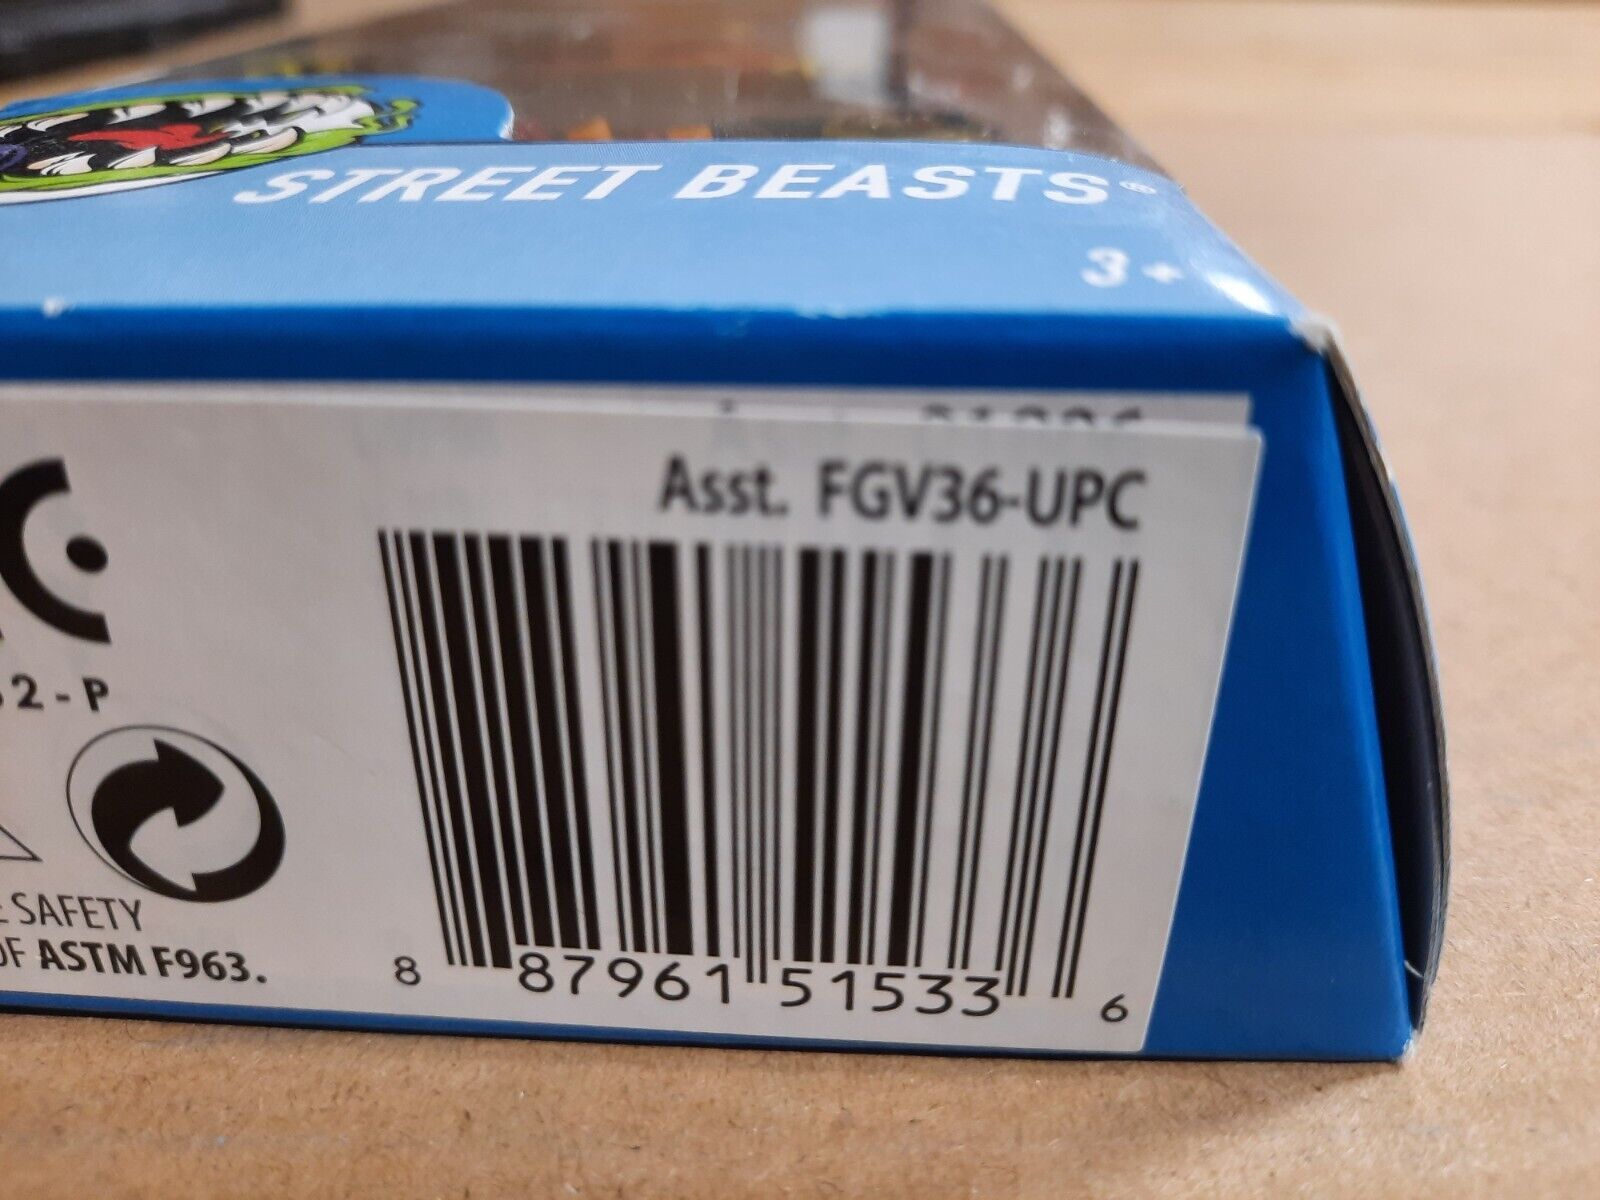 STREET BEASTS®
3+
Asst. FGV36-UPC
2-P
SAFETY
OF ASTM F963.
8 87961 51533 6